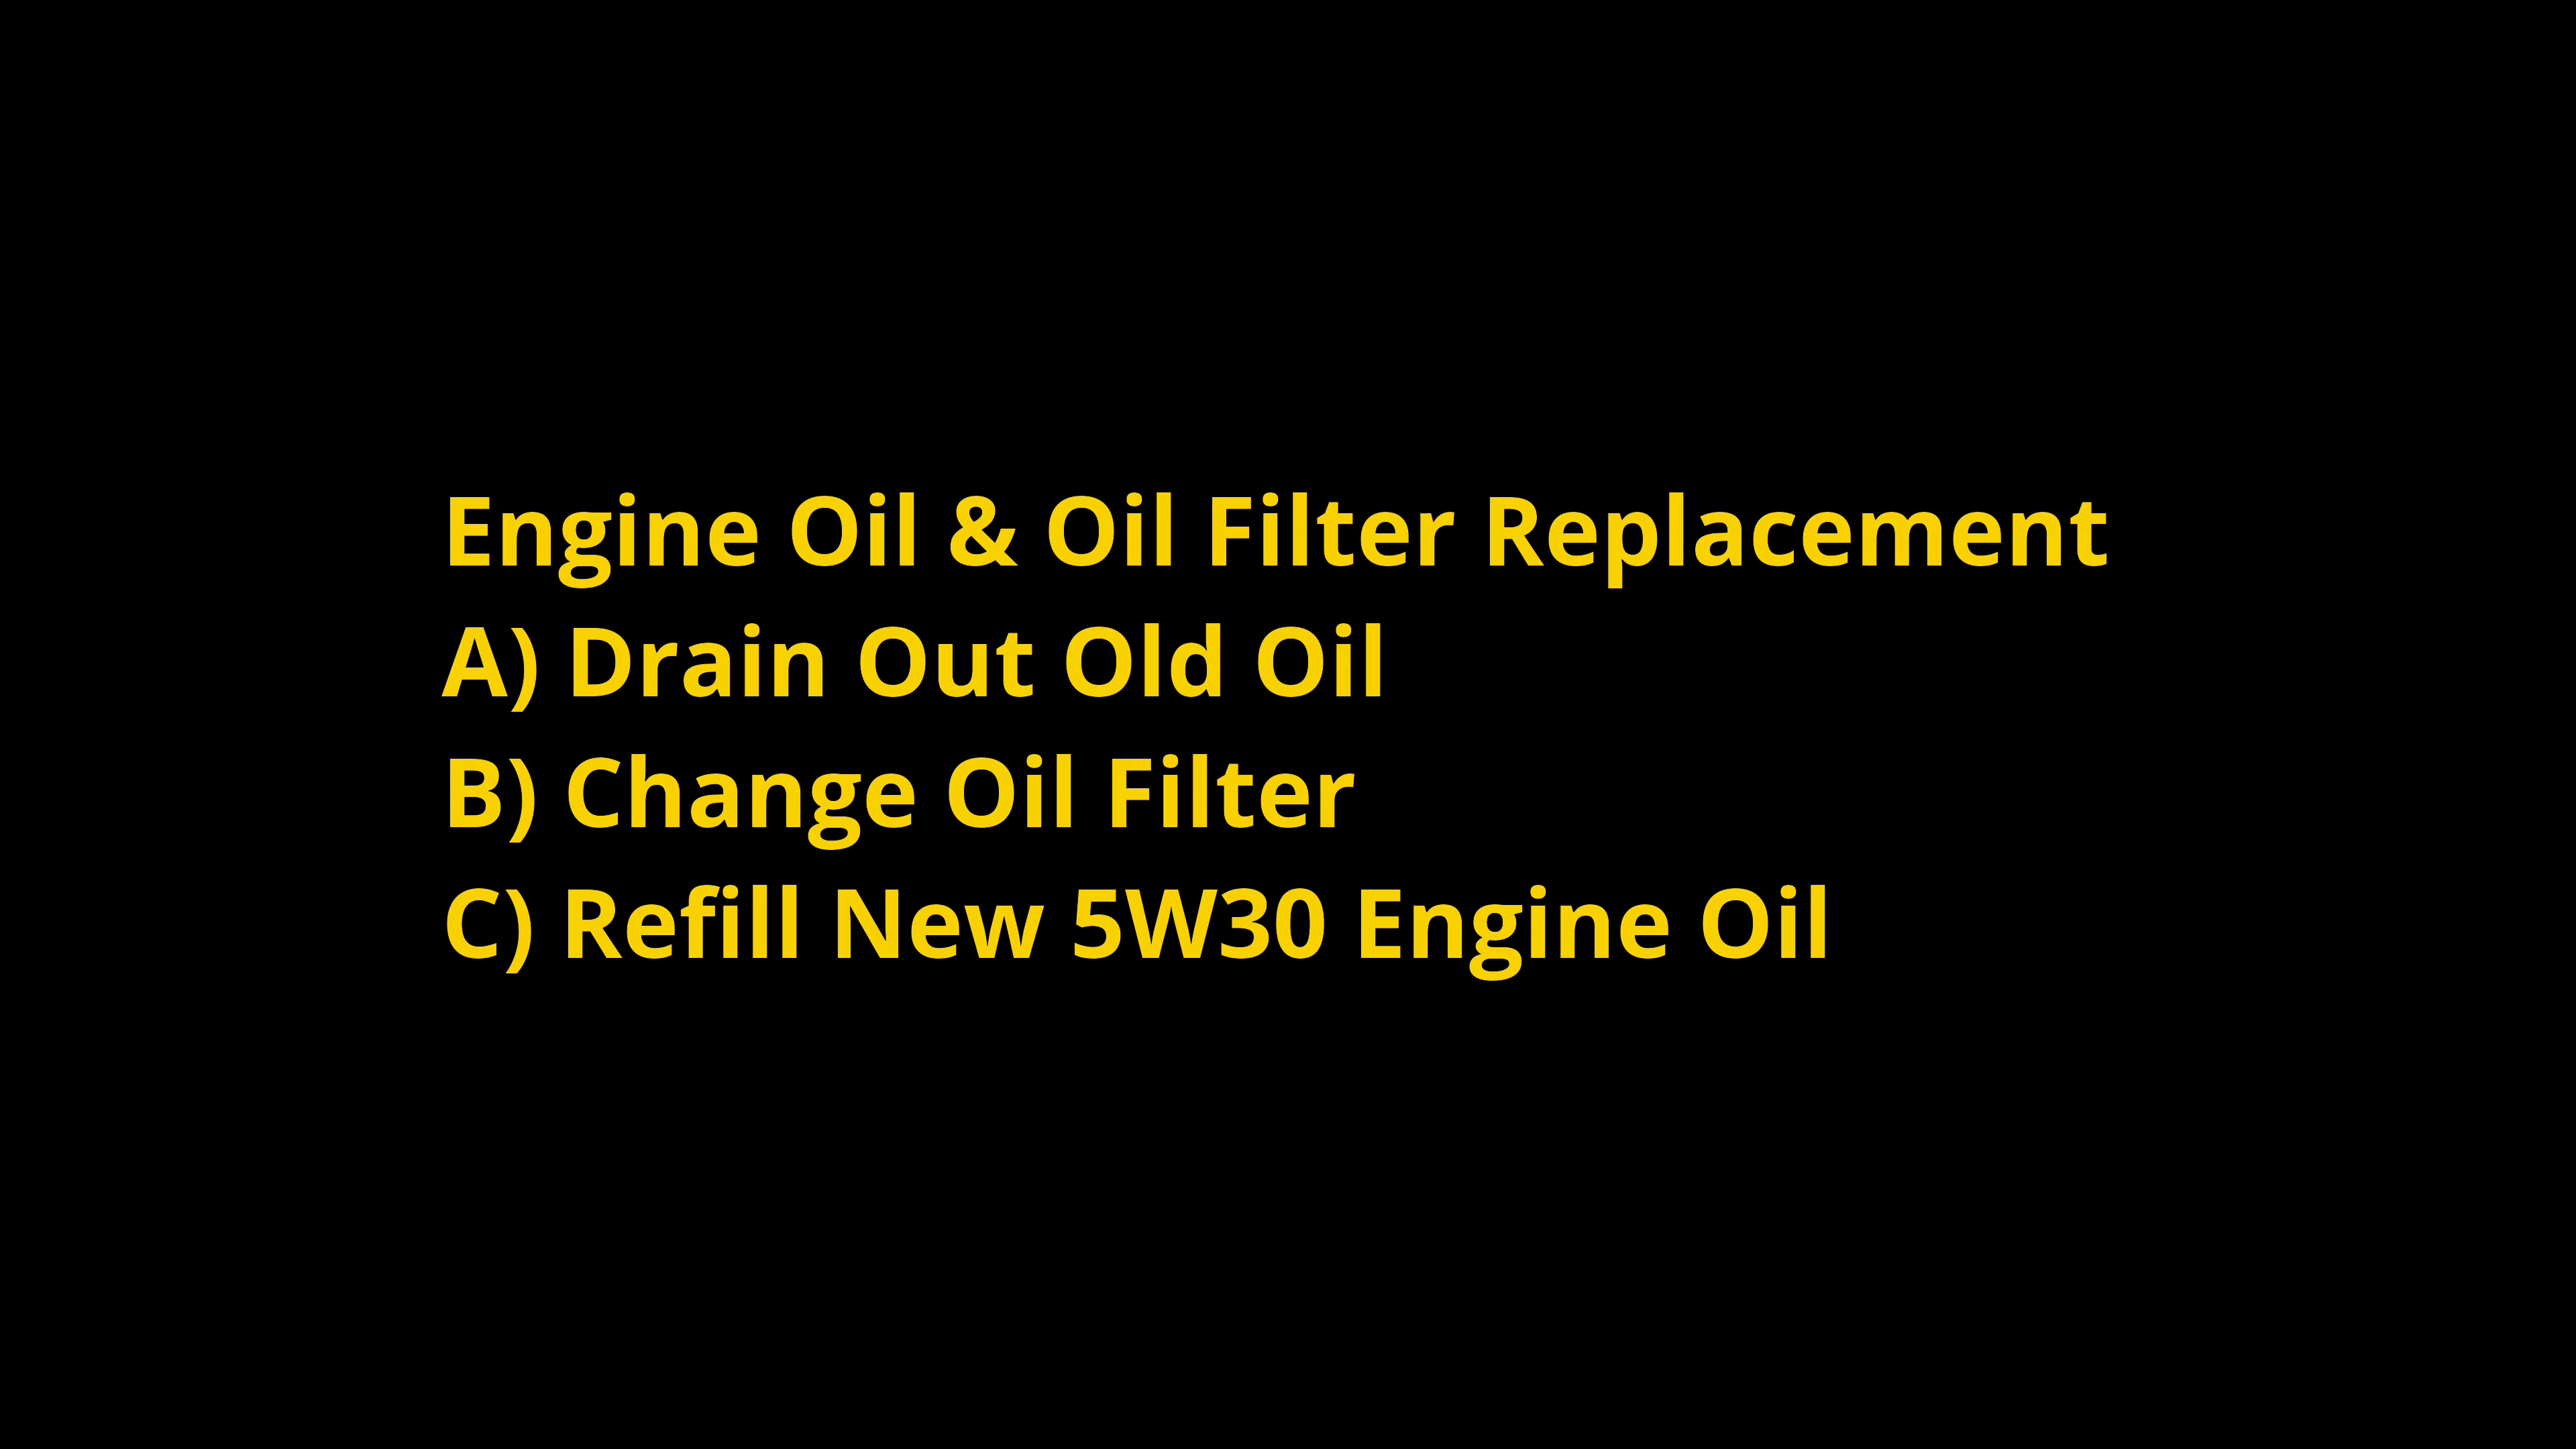 Engine Oil & Oil Filter Replacement
A) Drain Out Old Oil
B) Change Oil Filter
C) Refill New 5W30 Engine Oil